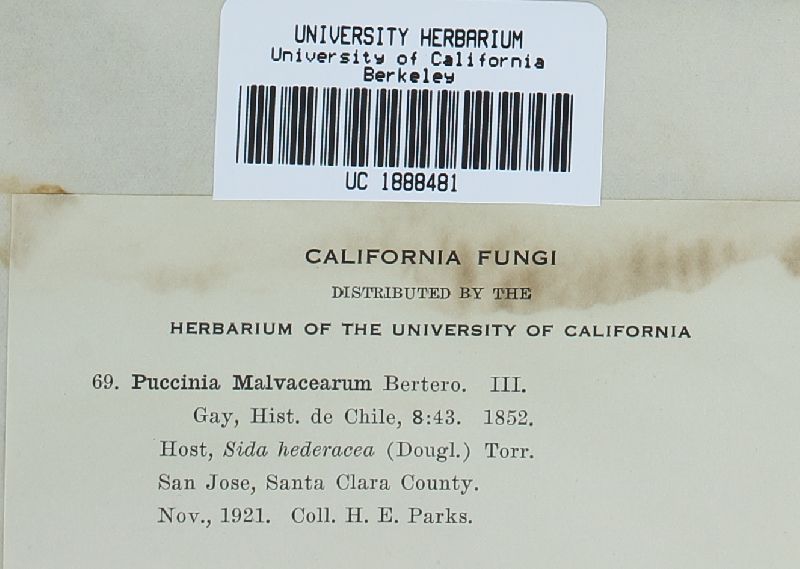 UNIVERSITY HERBARIUM
University of California
Berkeley
UC 1888481
CALIFORNIA FUNGI
DISTRIBUTED BY THE
HERBARIUM OF THE UNIVERSITY OF CALIFORNIA
69. Puccinia Malvacearum Bertero. III.
Gay, Hist. de Chile, 8:43. 1852.
Host, Sida hederacea (Dougl.) Torr.
San Jose, Santa Clara County.
Nov., 1921. Coll. H. E. Parks.